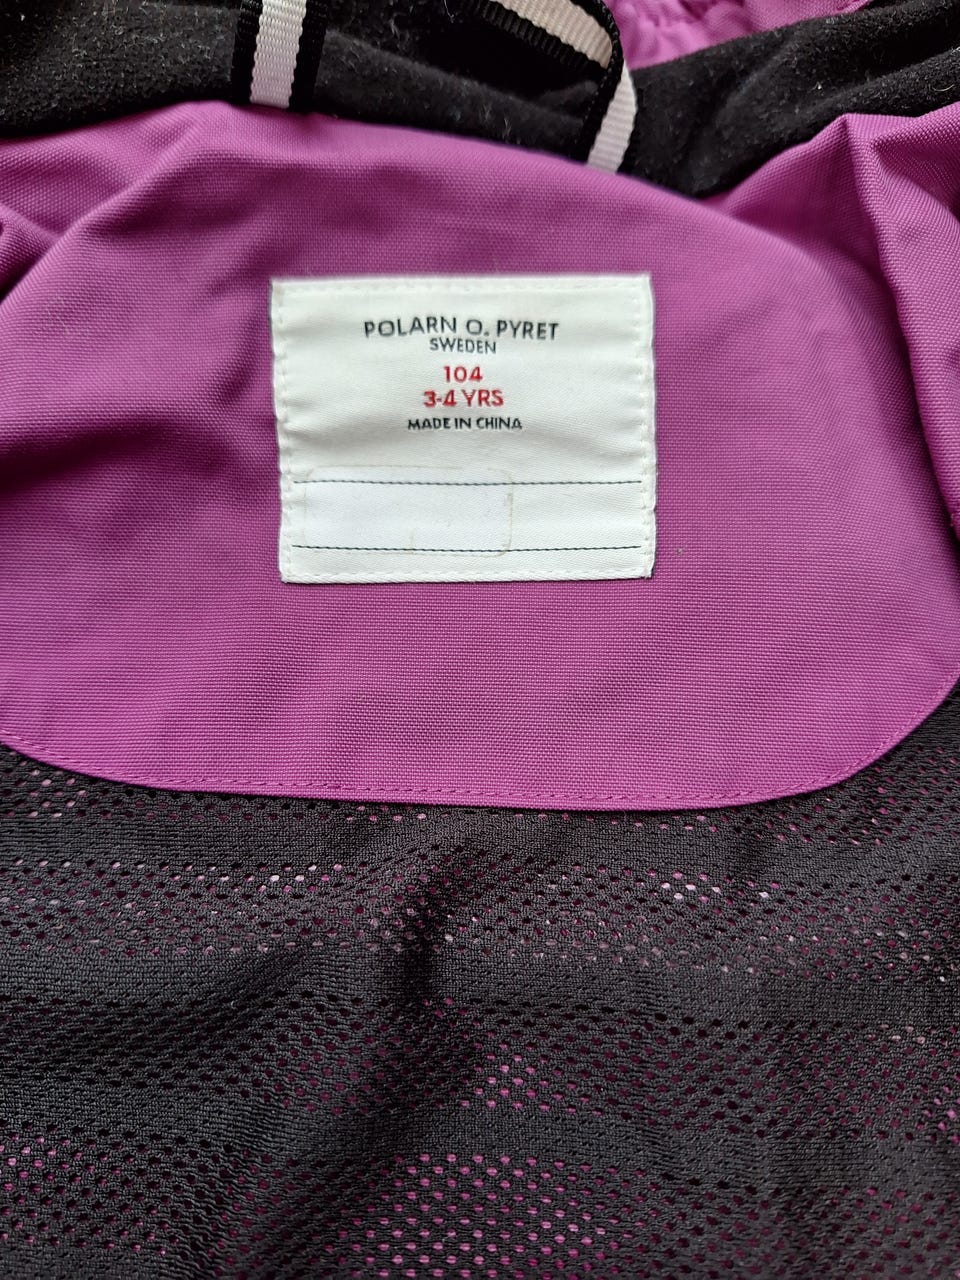 POLARN O. PYRET
SWEDEN
104
3-4 YRS
MADE IN CHINA